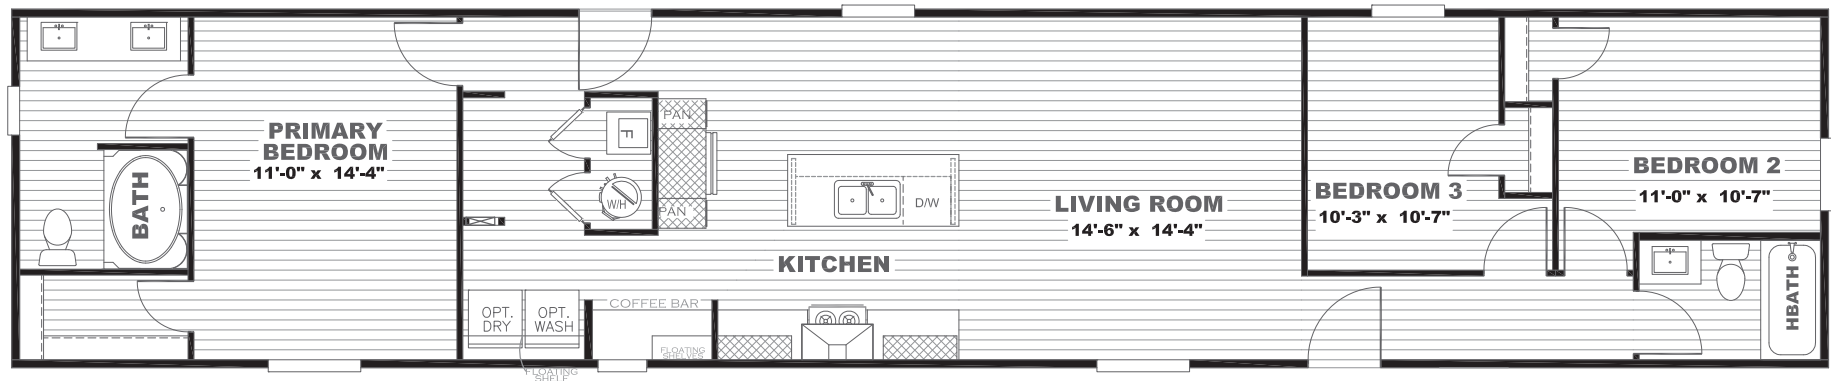 PRIMARY
BEDROOM
11'-0" x 14'-4"
BATH
F
W/H
PAN
PAN
D/W
KITCHEN
COFFEE BAR
OPT.
DRY
OPT.
WASH
FLOATING
SHELF
FLOATING
SHELVES
LIVING ROOM
14'-6" x 14'-4"
BEDROOM 3
10'-3" x 10'-7"
BEDROOM 2
11'-0" x 10'-7"
HBATH